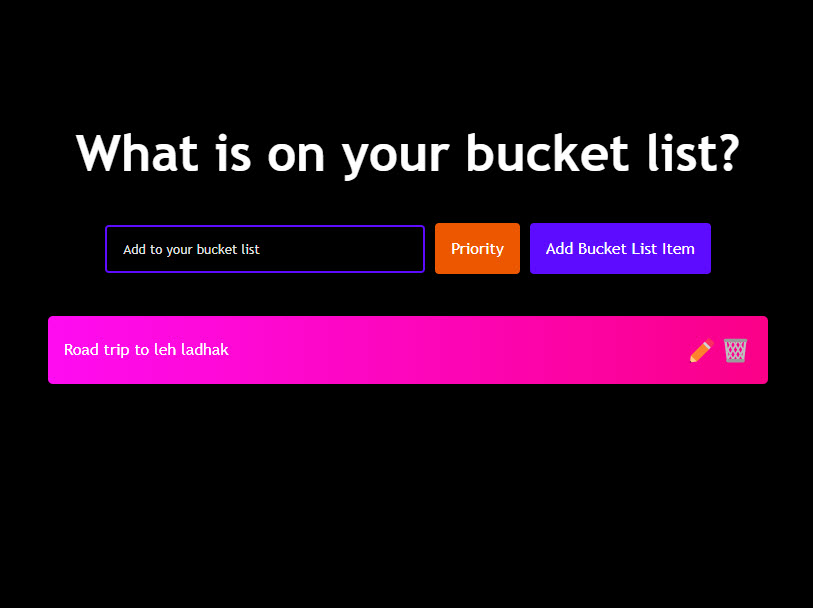 What is on your bucket list?
Add to your bucket list
Priority
Add Bucket List Item
Road trip to leh ladhak